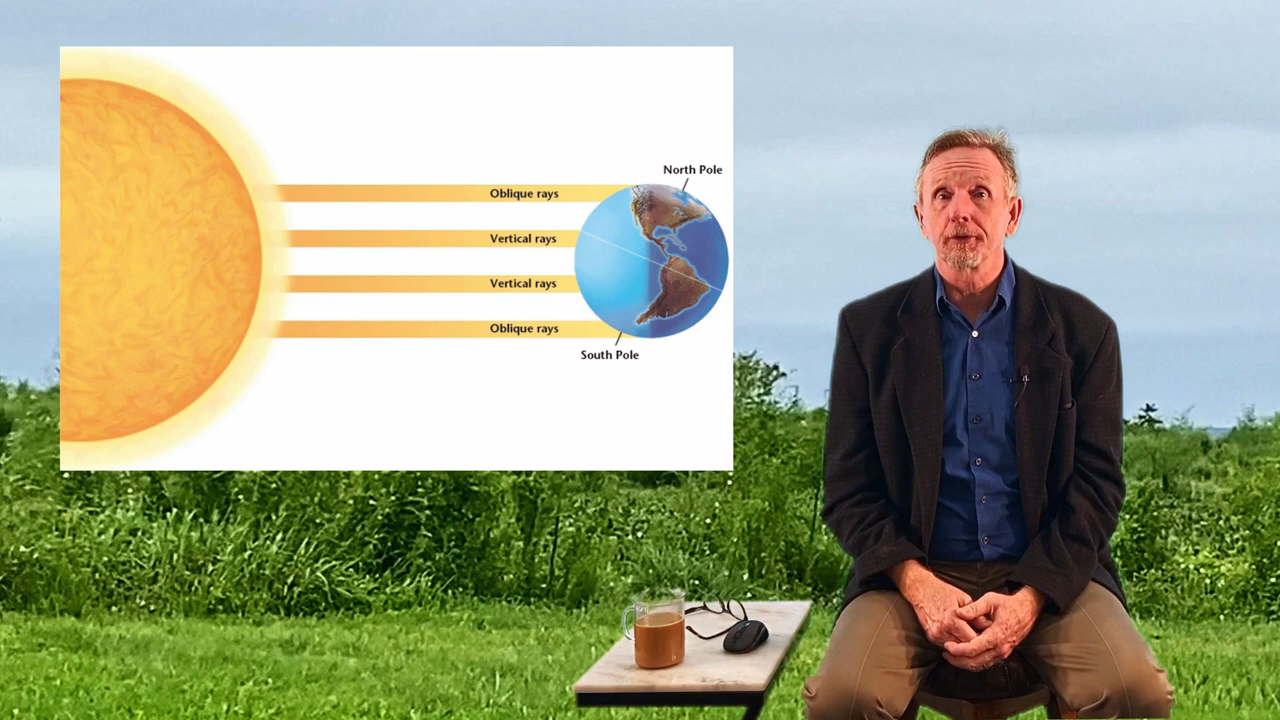 North Pole
Oblique rays
Vertical rays
Vertical rays
Oblique rays
South Pole